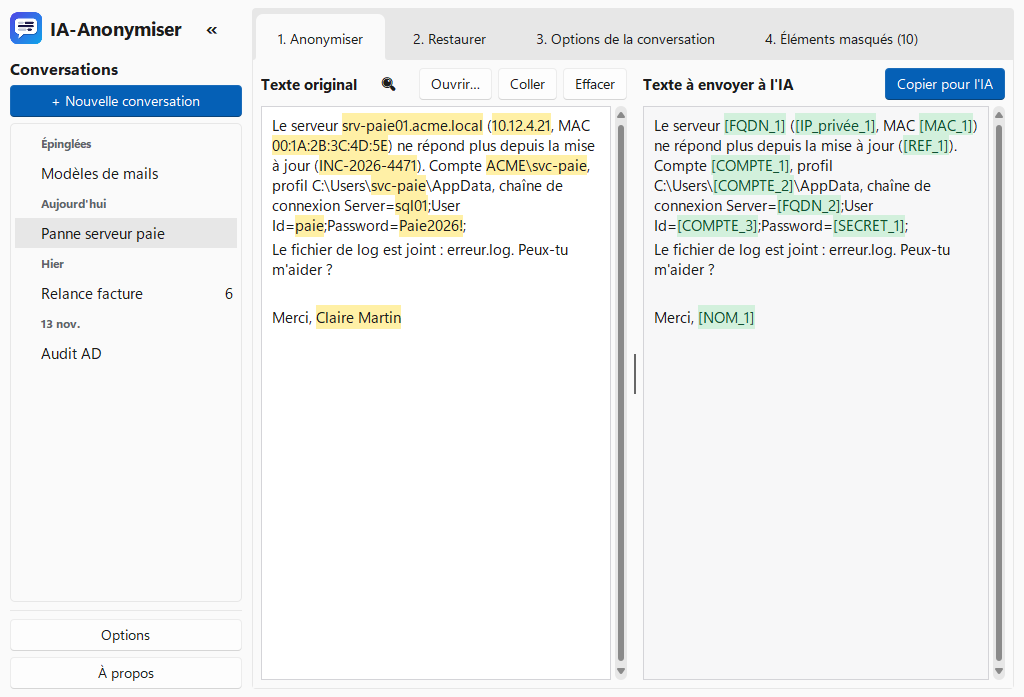 IA-Anonymiser «
Conversations
+ Nouvelle conversation
Épinglées
Modèles de mails
Aujourd'hui
Panne serveur paie
Hier
Relance facture 6
13 nov.
Audit AD
Options
À propos
1. Anonymiser 2. Restaurer 3. Options de la conversation 4. Éléments masqués (10)
Texte original Ouvrir... Coller Effacer
Le serveur srv-paie01.acme.local (10.12.4.21, MAC
00:1A:2B:3C:4D:5E) ne répond plus depuis la mise
à jour (INC-2026-4471). Compte ACME\svc-paie,
profil C:\Users\svc-paie\AppData, chaîne de
connexion Server=sql01;User
Id=paie;Password=Paie2026!;
Le fichier de log est joint : erreur.log. Peux-tu
m'aider ?
Merci, Claire Martin
Texte à envoyer à l'IA Copier pour l'IA
Le serveur [FQDN_1] ([IP_privée_1], MAC [MAC_1])
ne répond plus depuis la mise à jour ([REF_1]).
Compte [COMPTE_1], profil
C:\Users\[COMPTE_2]\AppData, chaîne de
connexion Server=[FQDN_2];User
Id=[COMPTE_3];Password=[SECRET_1];
Le fichier de log est joint : erreur.log. Peux-tu
m'aider ?
Merci, [NOM_1]